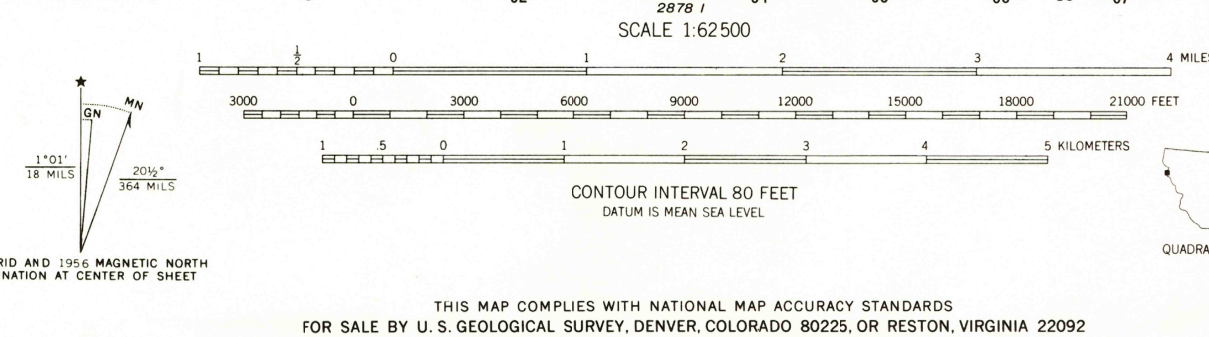 2878 I
SCALE 1:62500
1 ½ 0 1 2 3 4 MILES
3000 0 3000 6000 9000 12000 15000 18000 21000 FEET
1 .5 0 1 2 3 4 5 KILOMETERS
CONTOUR INTERVAL 80 FEET
DATUM IS MEAN SEA LEVEL
★
GN
MN
1°01'
18 MILS
20½°
364 MILS
RID AND 1956 MAGNETIC NORTH
NATION AT CENTER OF SHEET
QUADRA
THIS MAP COMPLIES WITH NATIONAL MAP ACCURACY STANDARDS
FOR SALE BY U. S. GEOLOGICAL SURVEY, DENVER, COLORADO 80225, OR RESTON, VIRGINIA 22092